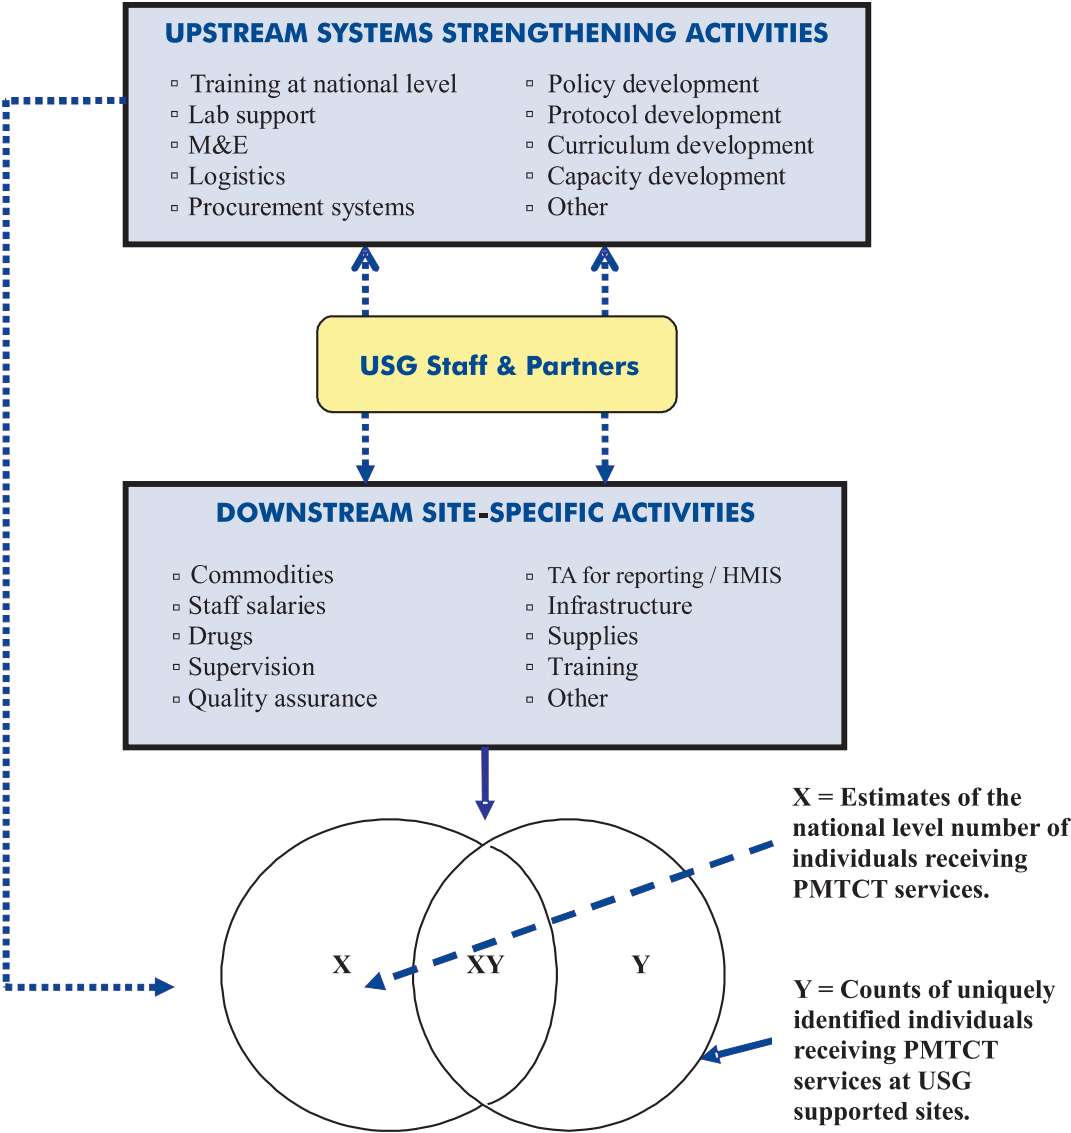 UPSTREAM SYSTEMS STRENGTHENING ACTIVITIES
▫ Training at national level
▫ Lab support
▫ M&E
▫ Logistics
▫ Procurement systems
▫ Policy development
▫ Protocol development
▫ Curriculum development
▫ Capacity development
▫ Other
USG Staff & Partners
DOWNSTREAM SITE-SPECIFIC ACTIVITIES
▫ Commodities
▫ Staff salaries
▫ Drugs
▫ Supervision
▫ Quality assurance
▫ TA for reporting / HMIS
▫ Infrastructure
▫ Supplies
▫ Training
▫ Other
X = Estimates of the
national level number of
individuals receiving
PMTCT services.
X
XY
Y
Y = Counts of uniquely
identified individuals
receiving PMTCT
services at USG
supported sites.